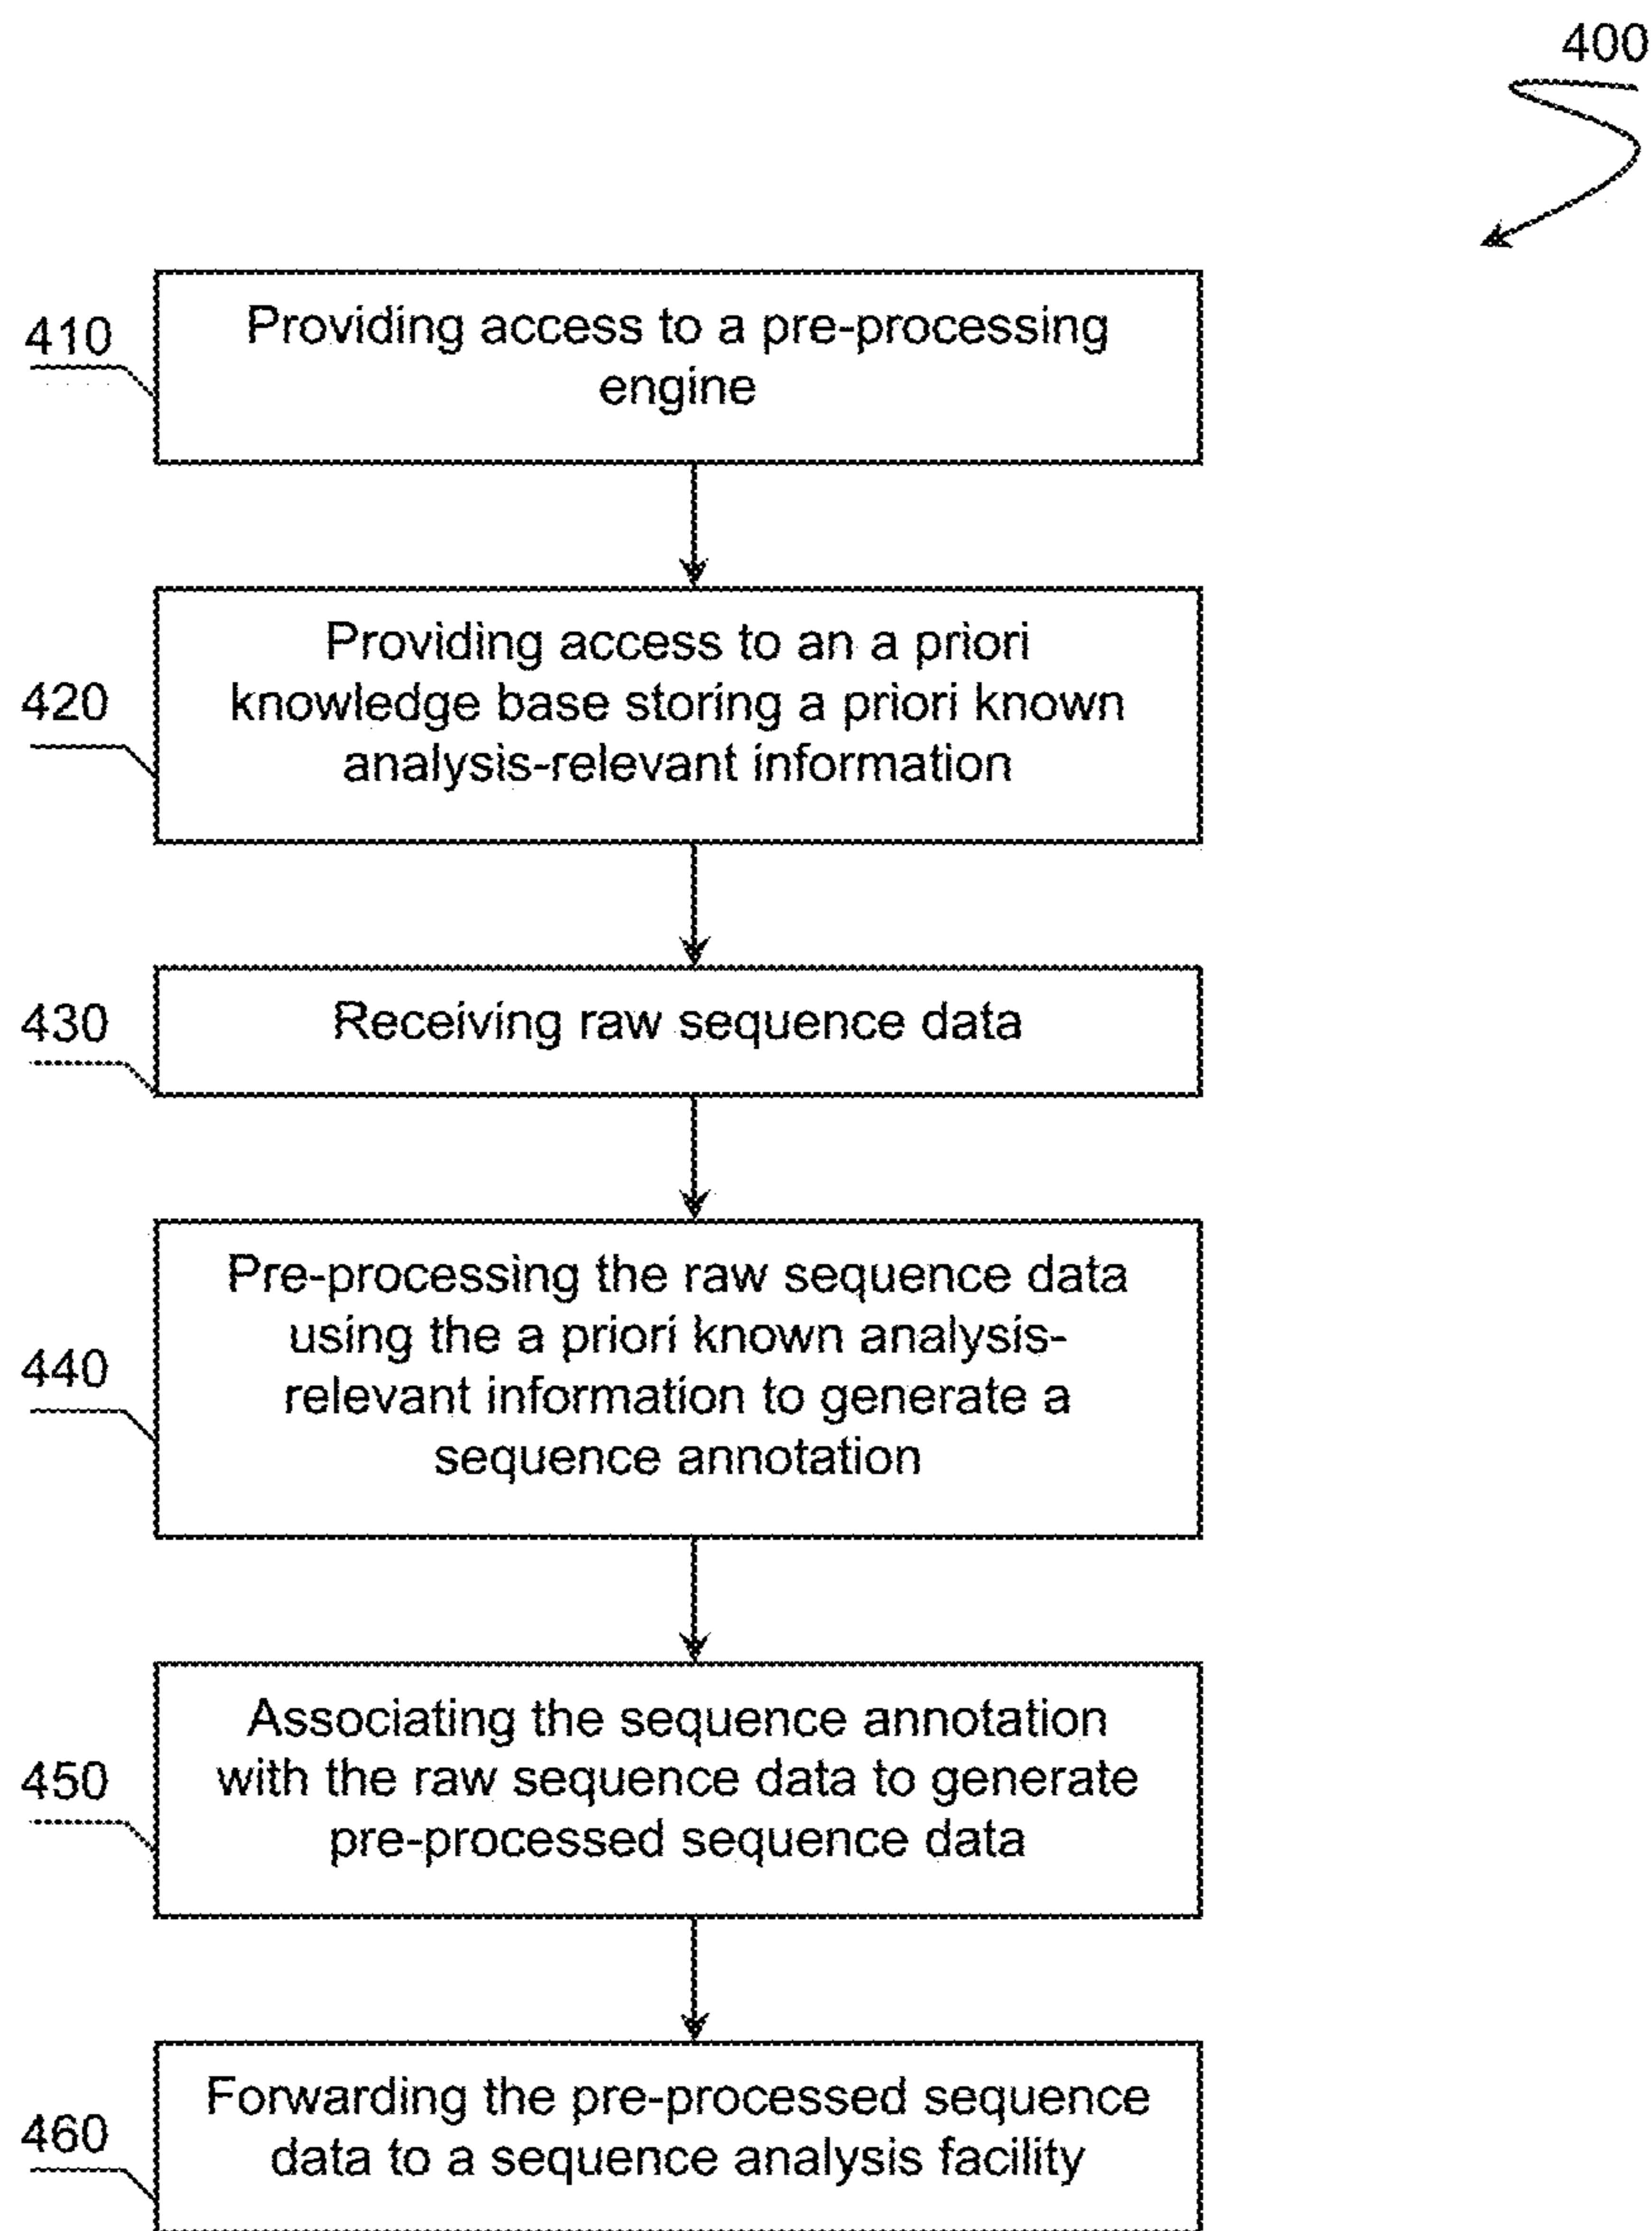 400
410
Providing access to a pre-processing
engine
420
Providing access to an a priori
knowledge base storing a priori known
analysis-relevant information
430
Receiving raw sequence data
440
Pre-processing the raw sequence data
using the a priori known analysis-
relevant information to generate a
sequence annotation
450
Associating the sequence annotation
with the raw sequence data to generate
pre-processed sequence data
460
Forwarding the pre-processed sequence
data to a sequence analysis facility